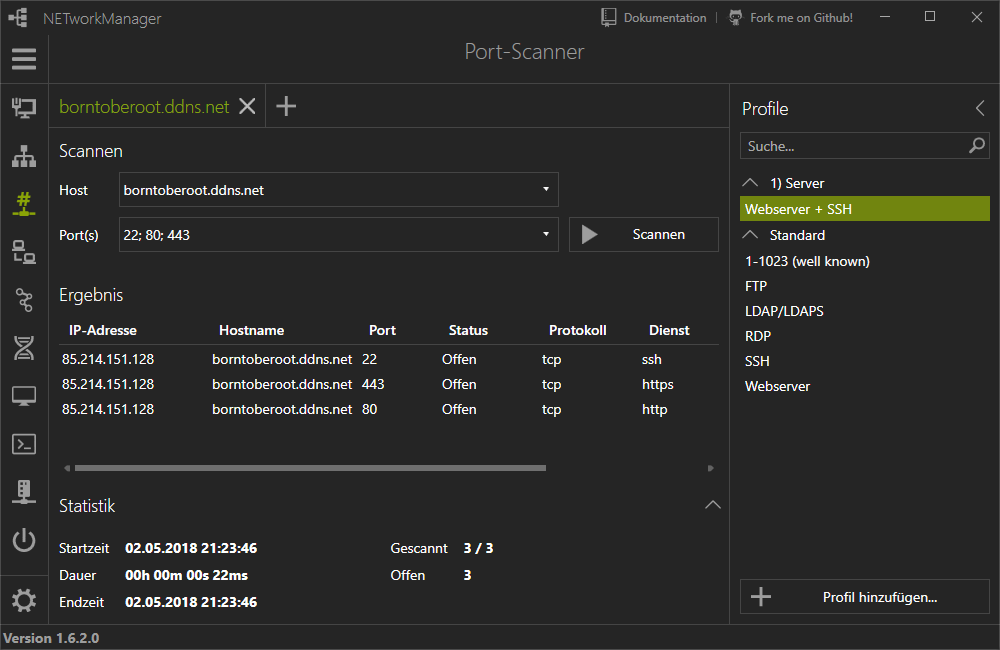 NETworkManager
Dokumentation
Fork me on Github!
Port-Scanner
borntoberoot.ddns.net
Scannen
Host borntoberoot.ddns.net
Port(s) 22; 80; 443 Scannen
Ergebnis
IP-Adresse Hostname Port Status Protokoll Dienst
85.214.151.128 borntoberoot.ddns.net 22 Offen tcp ssh
85.214.151.128 borntoberoot.ddns.net 443 Offen tcp https
85.214.151.128 borntoberoot.ddns.net 80 Offen tcp http
Statistik
Startzeit 02.05.2018 21:23:46 Gescannt 3 / 3
Dauer 00h 00m 00s 22ms Offen 3
Endzeit 02.05.2018 21:23:46
Profile
Suche...
1) Server
Webserver + SSH
Standard
1-1023 (well known)
FTP
LDAP/LDAPS
RDP
SSH
Webserver
Profil hinzufügen...
Version 1.6.2.0